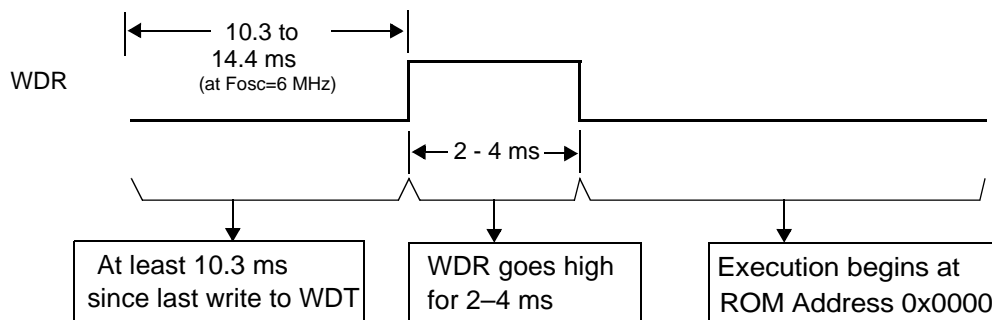 10.3 to
14.4 ms
(at Fosc=6 MHz)
WDR
2 - 4 ms
At least 10.3 ms
since last write to WDT
WDR goes high
for 2–4 ms
Execution begins at
ROM Address 0x0000